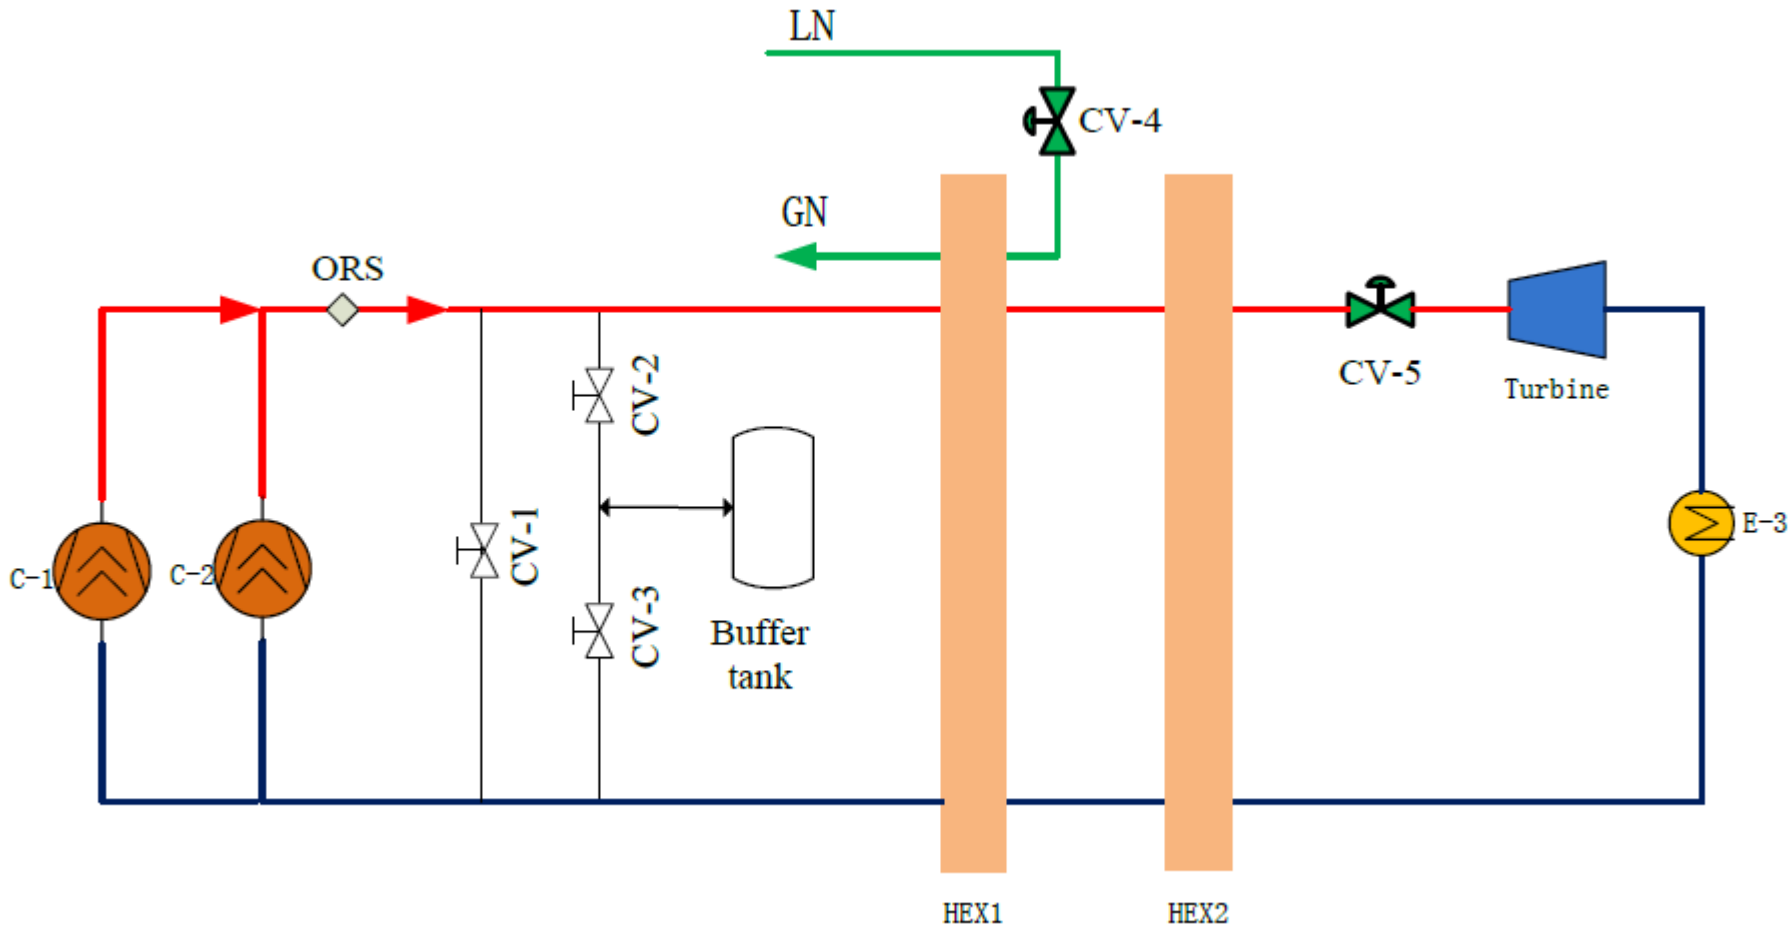 LN
CV-4
GN
ORS
CV-2
CV-5
Turbine
CV-1
E-3
C-1
C-2
CV-3
Buffer
tank
HEX1
HEX2